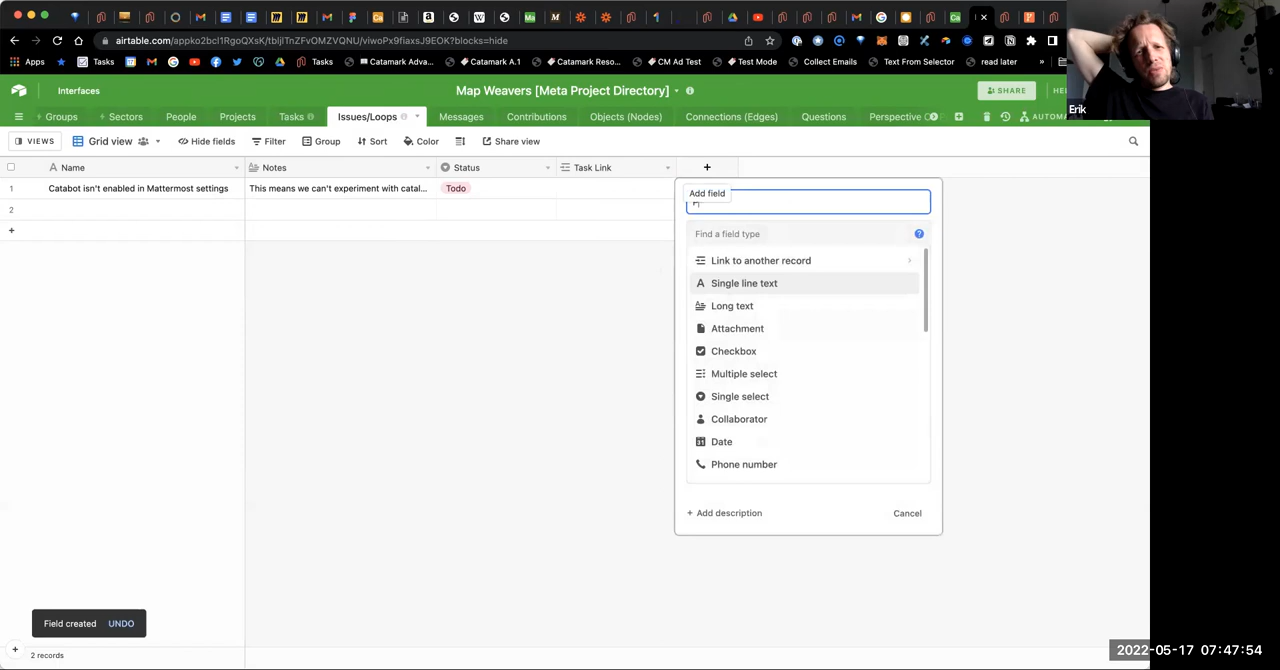 airtable.com/appko2bcl1RgoQXsK/tbljlTnZFvOMZVQNU/viwoPx9fiaxsJ9EOK?blocks=hide
Apps Tasks Tasks Catamark Adva... Catamark A.1 Catamark Reso... CM Ad Test Test Mode Collect Emails Text From Selector read later »
Interfaces
Map Weavers [Meta Project Directory]
SHARE
Groups Sectors People Projects Tasks Issues/Loops Messages Contributions Objects (Nodes) Connections (Edges) Questions Perspective AUTOMA
VIEWS Grid view Hide fields Filter Group Sort Color Share view
Name Notes Status Task Link +
1 Catabot isn't enabled in Mattermost settings This means we can't experiment with catal... Todo
2
+
Add field
Find a field type
Link to another record
Single line text
Long text
Attachment
Checkbox
Multiple select
Single select
Collaborator
Date
Phone number
+ Add description Cancel
Field created UNDO
+ 2 records
Erik
2022-05-17 07:47:54